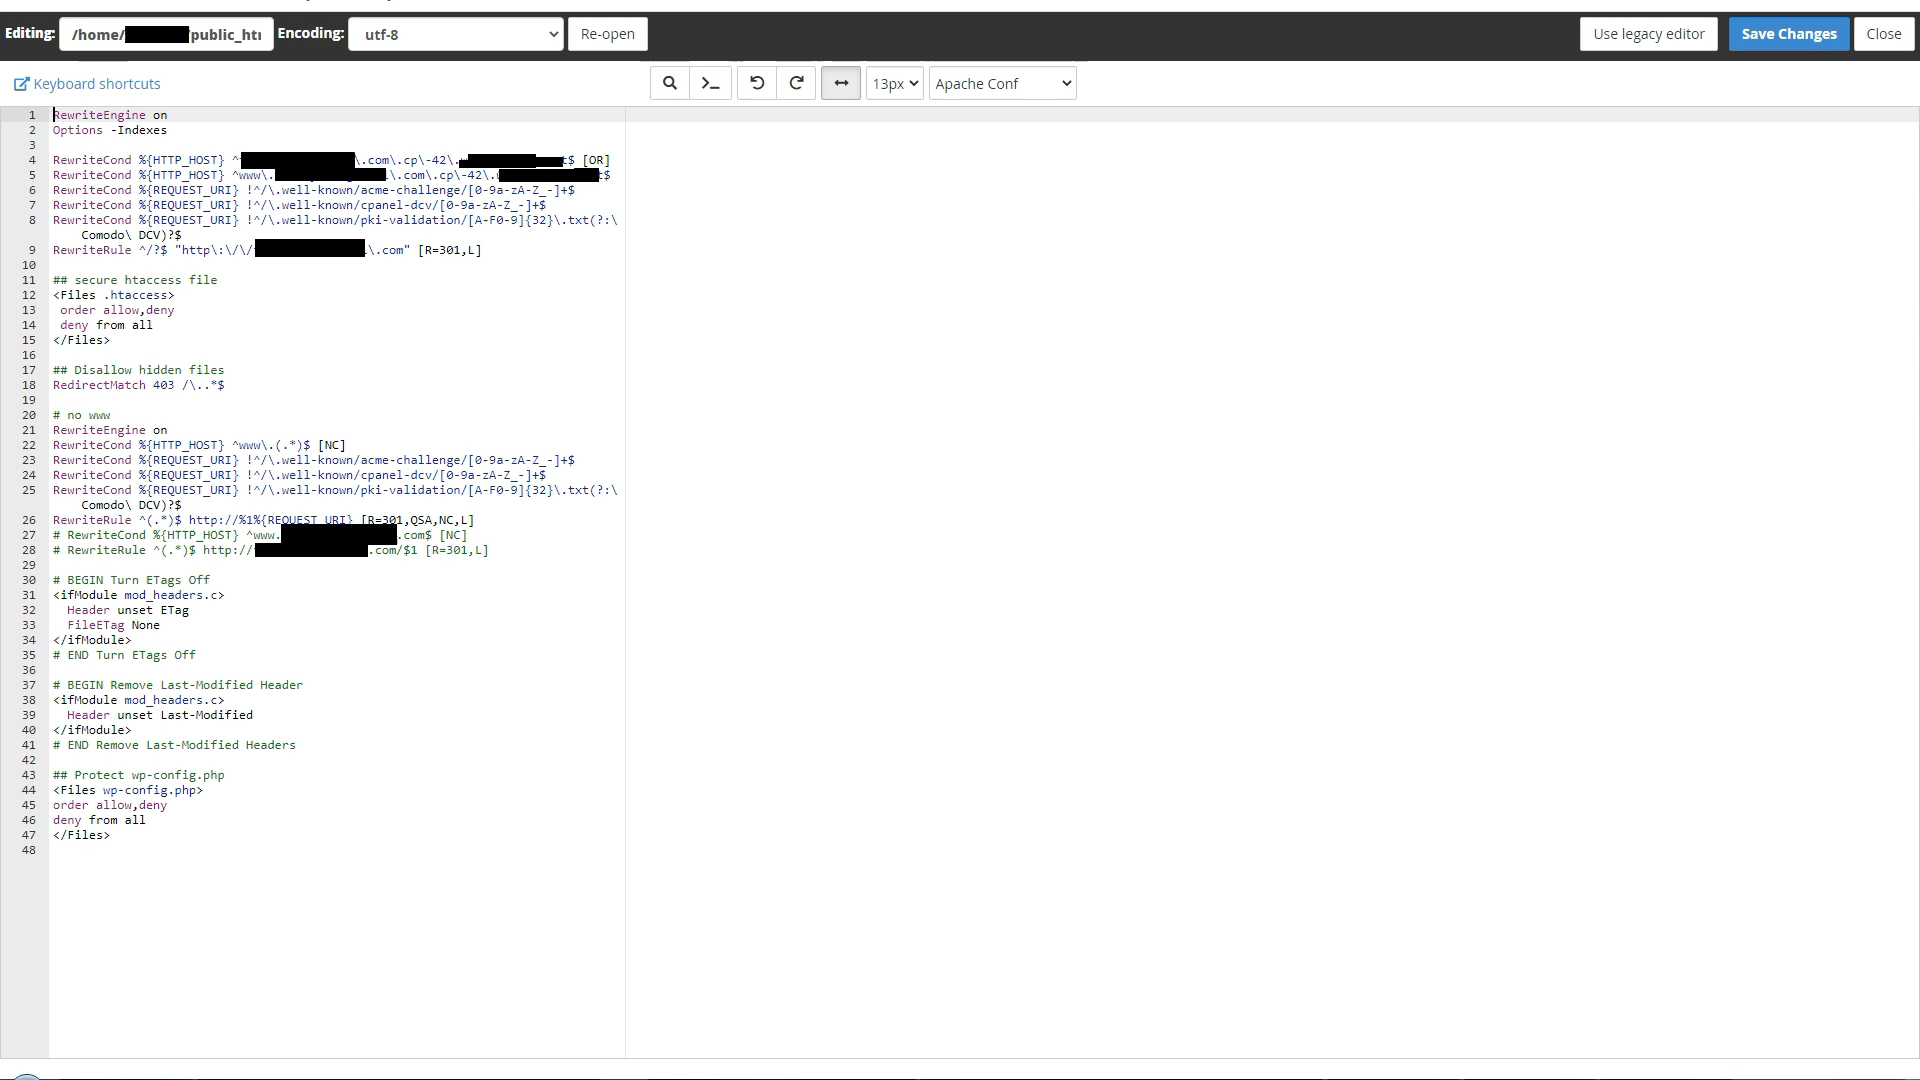 Editing: /home/ /public_ht Encoding: utf-8 Re-open Use legacy editor Save Changes Close
Keyboard shortcuts 13px Apache Conf
1 RewriteEngine on
2 Options -Indexes
3
4 RewriteCond %{HTTP_HOST} ^ \.com\.cp\-42\. $ [OR]
5 RewriteCond %{HTTP_HOST} ^www\. \.com\.cp\-42\. $
6 RewriteCond %{REQUEST_URI} !^/\.well-known/acme-challenge/[0-9a-zA-Z_-]+$
7 RewriteCond %{REQUEST_URI} !^/\.well-known/cpanel-dcv/[0-9a-zA-Z_-]+$
8 RewriteCond %{REQUEST_URI} !^/\.well-known/pki-validation/[A-F0-9]{32}\.txt(?:\
Comodo\ DCV)?$
9 RewriteRule ^/?$ "http\:\/\/ \.com" [R=301,L]
10
11 ## secure htaccess file
12 <Files .htaccess>
13 order allow,deny
14 deny from all
15 </Files>
16
17 ## Disallow hidden files
18 RedirectMatch 403 /\..*$
19
20 # no www
21 RewriteEngine on
22 RewriteCond %{HTTP_HOST} ^www\.(.*)$ [NC]
23 RewriteCond %{REQUEST_URI} !^/\.well-known/acme-challenge/[0-9a-zA-Z_-]+$
24 RewriteCond %{REQUEST_URI} !^/\.well-known/cpanel-dcv/[0-9a-zA-Z_-]+$
25 RewriteCond %{REQUEST_URI} !^/\.well-known/pki-validation/[A-F0-9]{32}\.txt(?:\
Comodo\ DCV)?$
26 RewriteRule ^(.*)$ http://%1%{REQUEST_URI} [R=301,QSA,NC,L]
27 # RewriteCond %{HTTP_HOST} ^www. .com$ [NC]
28 # RewriteRule ^(.*)$ http:// .com/$1 [R=301,L]
29
30 # BEGIN Turn ETags Off
31 <ifModule mod_headers.c>
32 Header unset ETag
33 FileETag None
34 </ifModule>
35 # END Turn ETags Off
36
37 # BEGIN Remove Last-Modified Header
38 <ifModule mod_headers.c>
39 Header unset Last-Modified
40 </ifModule>
41 # END Remove Last-Modified Headers
42
43 ## Protect wp-config.php
44 <Files wp-config.php>
45 order allow,deny
46 deny from all
47 </Files>
48